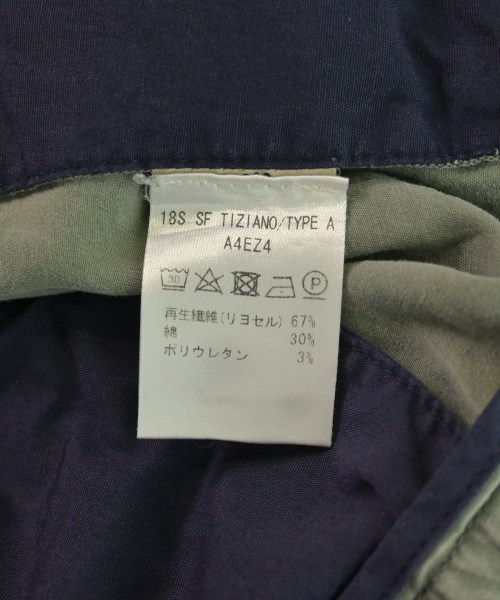 18S SF TIZIANO/TYPE A
A4EZ4
30 P
再生繊維(リヨセル) 67%
綿 30%
ポリウレタン 3%